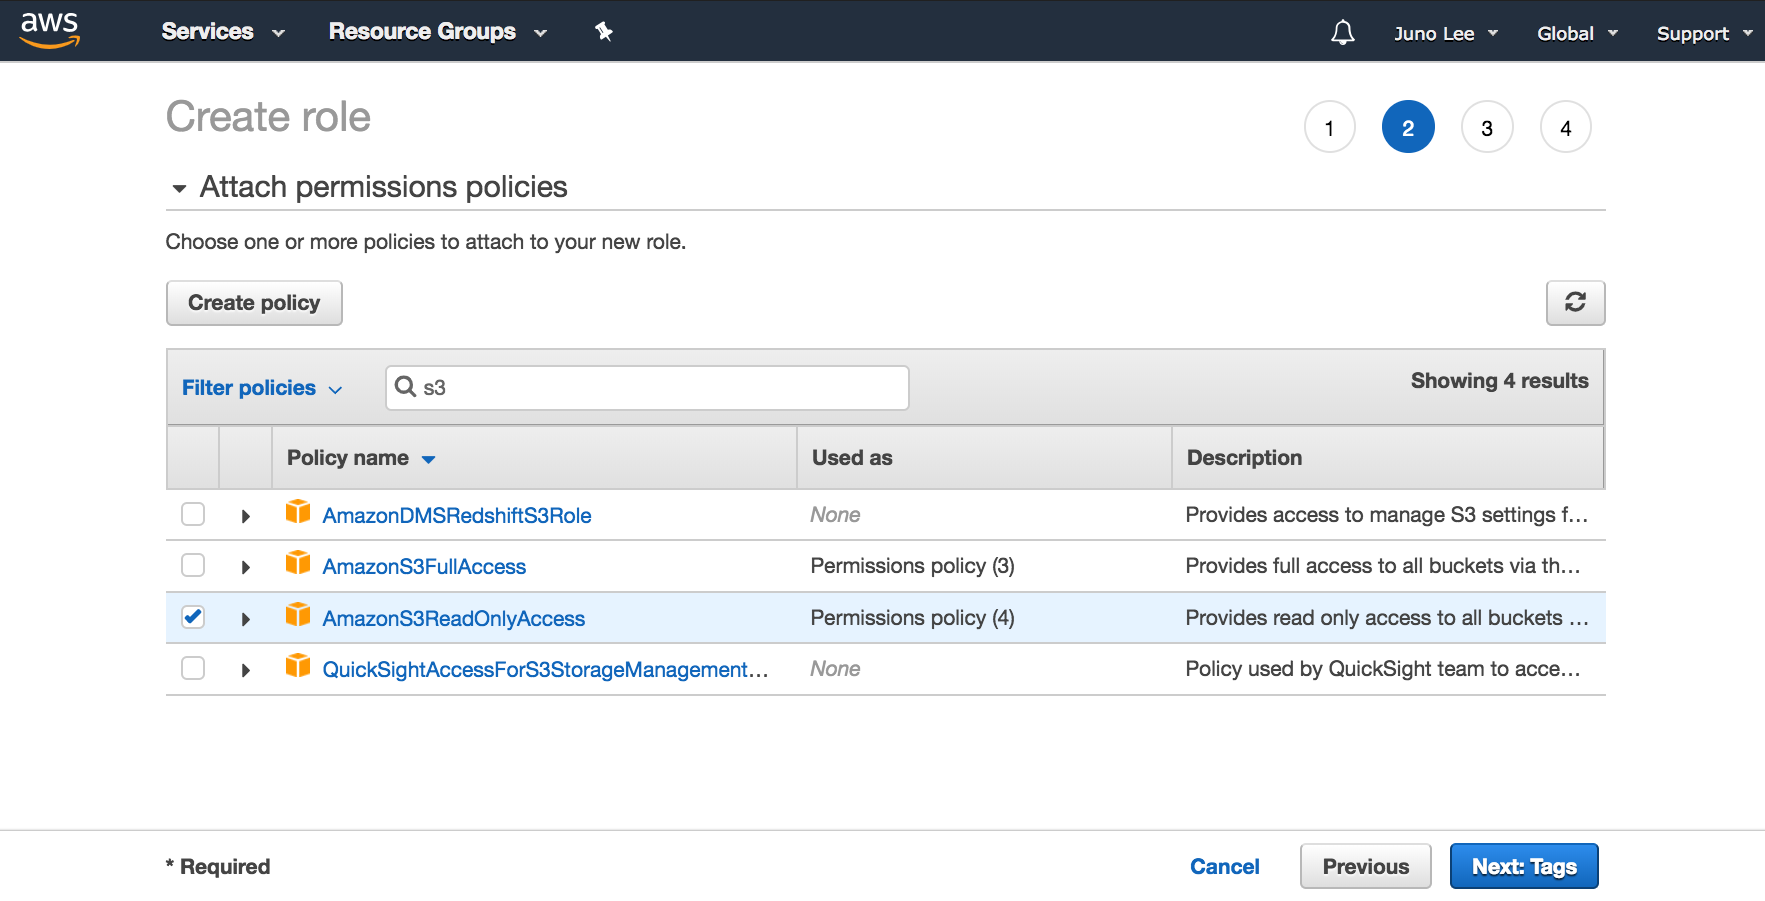 aws Services Resource Groups Juno Lee Global Support
Create role 1 2 3 4
Attach permissions policies
Choose one or more policies to attach to your new role.
Create policy
Filter policies s3 Showing 4 results
Policy name Used as Description
AmazonDMSRedshiftS3Role None Provides access to manage S3 settings f...
AmazonS3FullAccess Permissions policy (3) Provides full access to all buckets via th...
AmazonS3ReadOnlyAccess Permissions policy (4) Provides read only access to all buckets ...
QuickSightAccessForS3StorageManagement... None Policy used by QuickSight team to acce...
* Required Cancel Previous Next: Tags